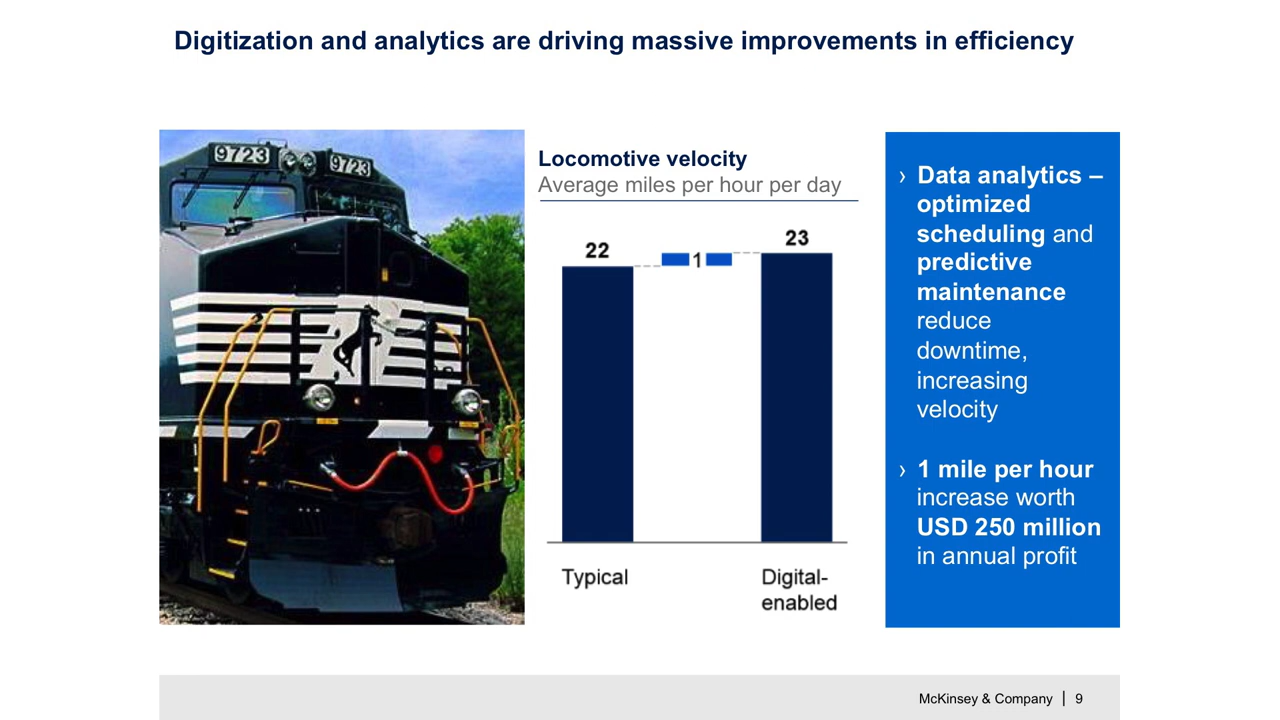 Digitization and analytics are driving massive improvements in efficiency
9723
9723
Locomotive velocity
Average miles per hour per day
22
1
23
Typical
Digital-
enabled
› Data analytics –
optimized
scheduling and
predictive
maintenance
reduce
downtime,
increasing
velocity
› 1 mile per hour
increase worth
USD 250 million
in annual profit
McKinsey & Company | 9